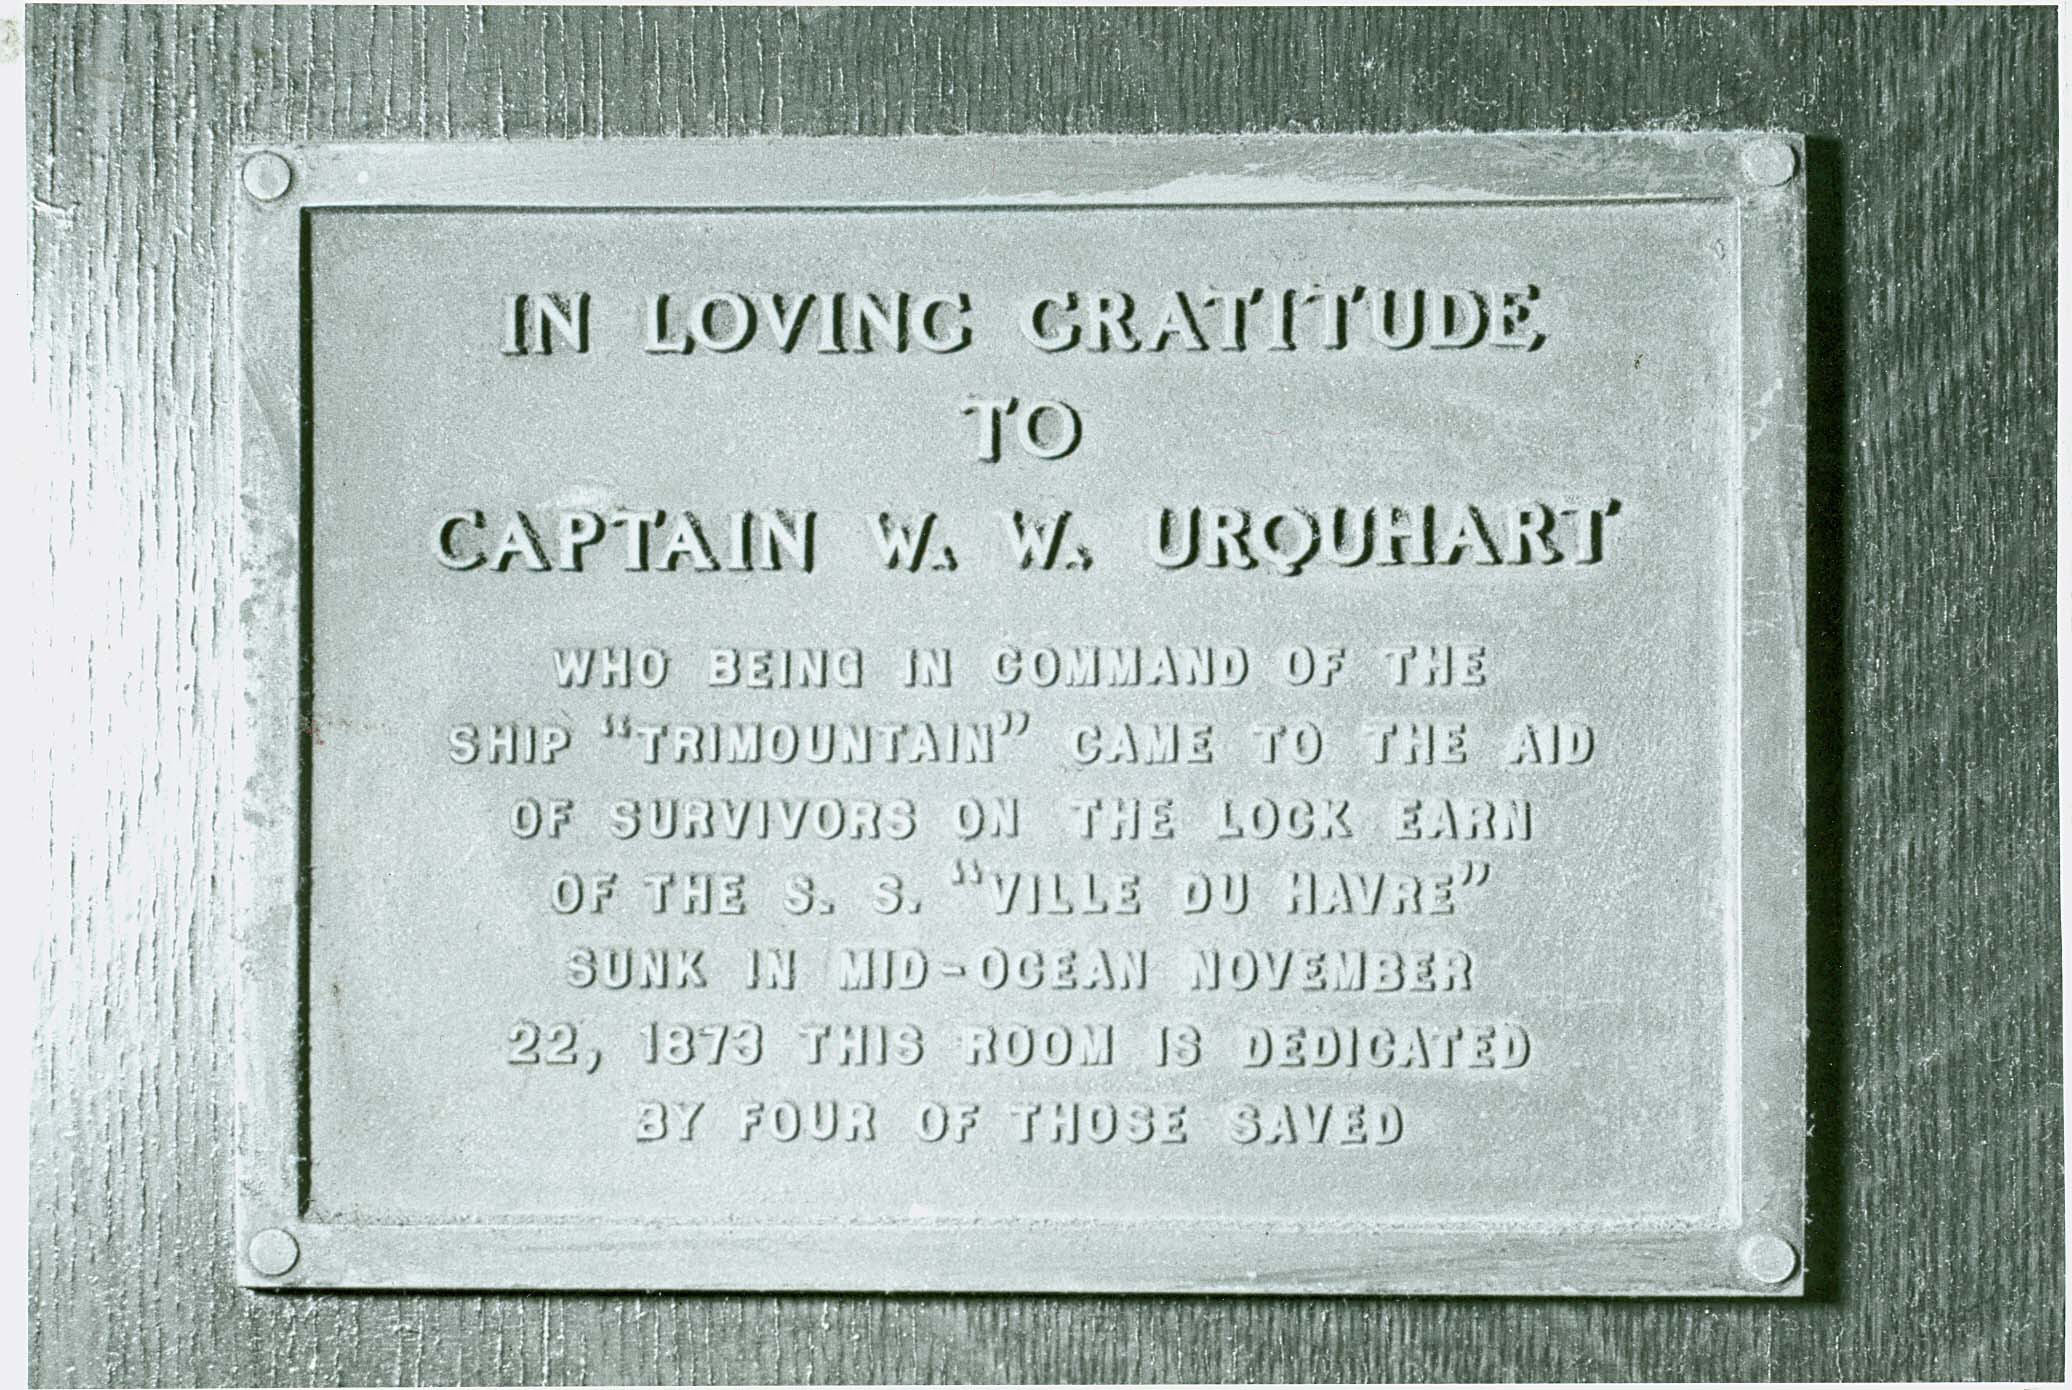 IN LOVING GRATITUDE
TO
CAPTAIN W. W. URQUHART
WHO BEING IN COMMAND OF THE
SHIP “TRIMOUNTAIN” CAME TO THE AID
OF SURVIVORS ON THE LOCK EARN
OF THE S. S. “VILLE DU HAVRE”
SUNK IN MID-OCEAN NOVEMBER
22, 1873 THIS ROOM IS DEDICATED
BY FOUR OF THOSE SAVED